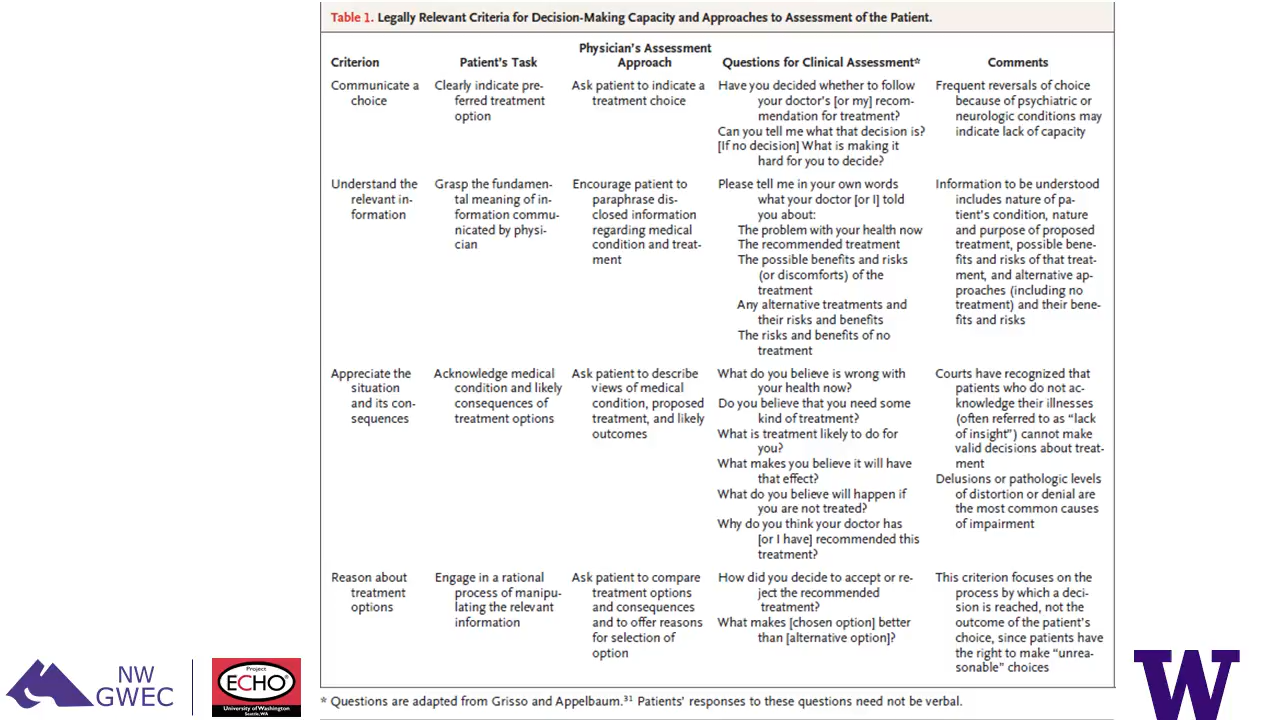 Table 1. Legally Relevant Criteria for Decision-Making Capacity and Approaches to Assessment of the Patient.
Criterion
Patient's Task
Physician's Assessment
Approach
Questions for Clinical Assessment*
Comments
Communicate a
choice
Clearly indicate pre-
ferred treatment
option
Ask patient to indicate a
treatment choice
Have you decided whether to follow
your doctor's [or my] recom-
mendation for treatment?
Can you tell me what that decision is?
[If no decision] What is making it
hard for you to decide?
Frequent reversals of choice
because of psychiatric or
neurologic conditions may
indicate lack of capacity
Understand the
relevant in-
formation
Grasp the fundamen-
tal meaning of in-
formation commu-
nicated by physi-
cian
Encourage patient to
paraphrase dis-
closed information
regarding medical
condition and treat-
ment
Please tell me in your own words
what your doctor [or I] told
you about:
The problem with your health now
The recommended treatment
The possible benefits and risks
(or discomforts) of the
treatment
Any alternative treatments and
their risks and benefits
The risks and benefits of no
treatment
Information to be understood
includes nature of pa-
tient's condition, nature
and purpose of proposed
treatment, possible bene-
fits and risks of that treat-
ment, and alternative ap-
proaches (including no
treatment) and their bene-
fits and risks
Appreciate the
situation
and its con-
sequences
Acknowledge medical
condition and likely
consequences of
treatment options
Ask patient to describe
views of medical
condition, proposed
treatment, and likely
outcomes
What do you believe is wrong with
your health now?
Do you believe that you need some
kind of treatment?
What is treatment likely to do for
you?
What makes you believe it will have
that effect?
What do you believe will happen if
you are not treated?
Why do you think your doctor has
[or I have] recommended this
treatment?
Courts have recognized that
patients who do not ac-
knowledge their illnesses
(often referred to as "lack
of insight") cannot make
valid decisions about treat-
ment
Delusions or pathologic levels
of distortion or denial are
the most common causes
of impairment
Reason about
treatment
options
Engage in a rational
process of manipu-
lating the relevant
information
Ask patient to compare
treatment options
and consequences
and to offer reasons
for selection of
option
How did you decide to accept or re-
ject the recommended
treatment?
What makes [chosen option] better
than [alternative option]?
This criterion focuses on the
process by which a deci-
sion is reached, not the
outcome of the patient's
choice, since patients have
the right to make "unrea-
sonable" choices
* Questions are adapted from Grisso and Appelbaum.31 Patients' responses to these questions need not be verbal.
NW
GWEC
Project
ECHO
University of Washington
Seattle, WA
W